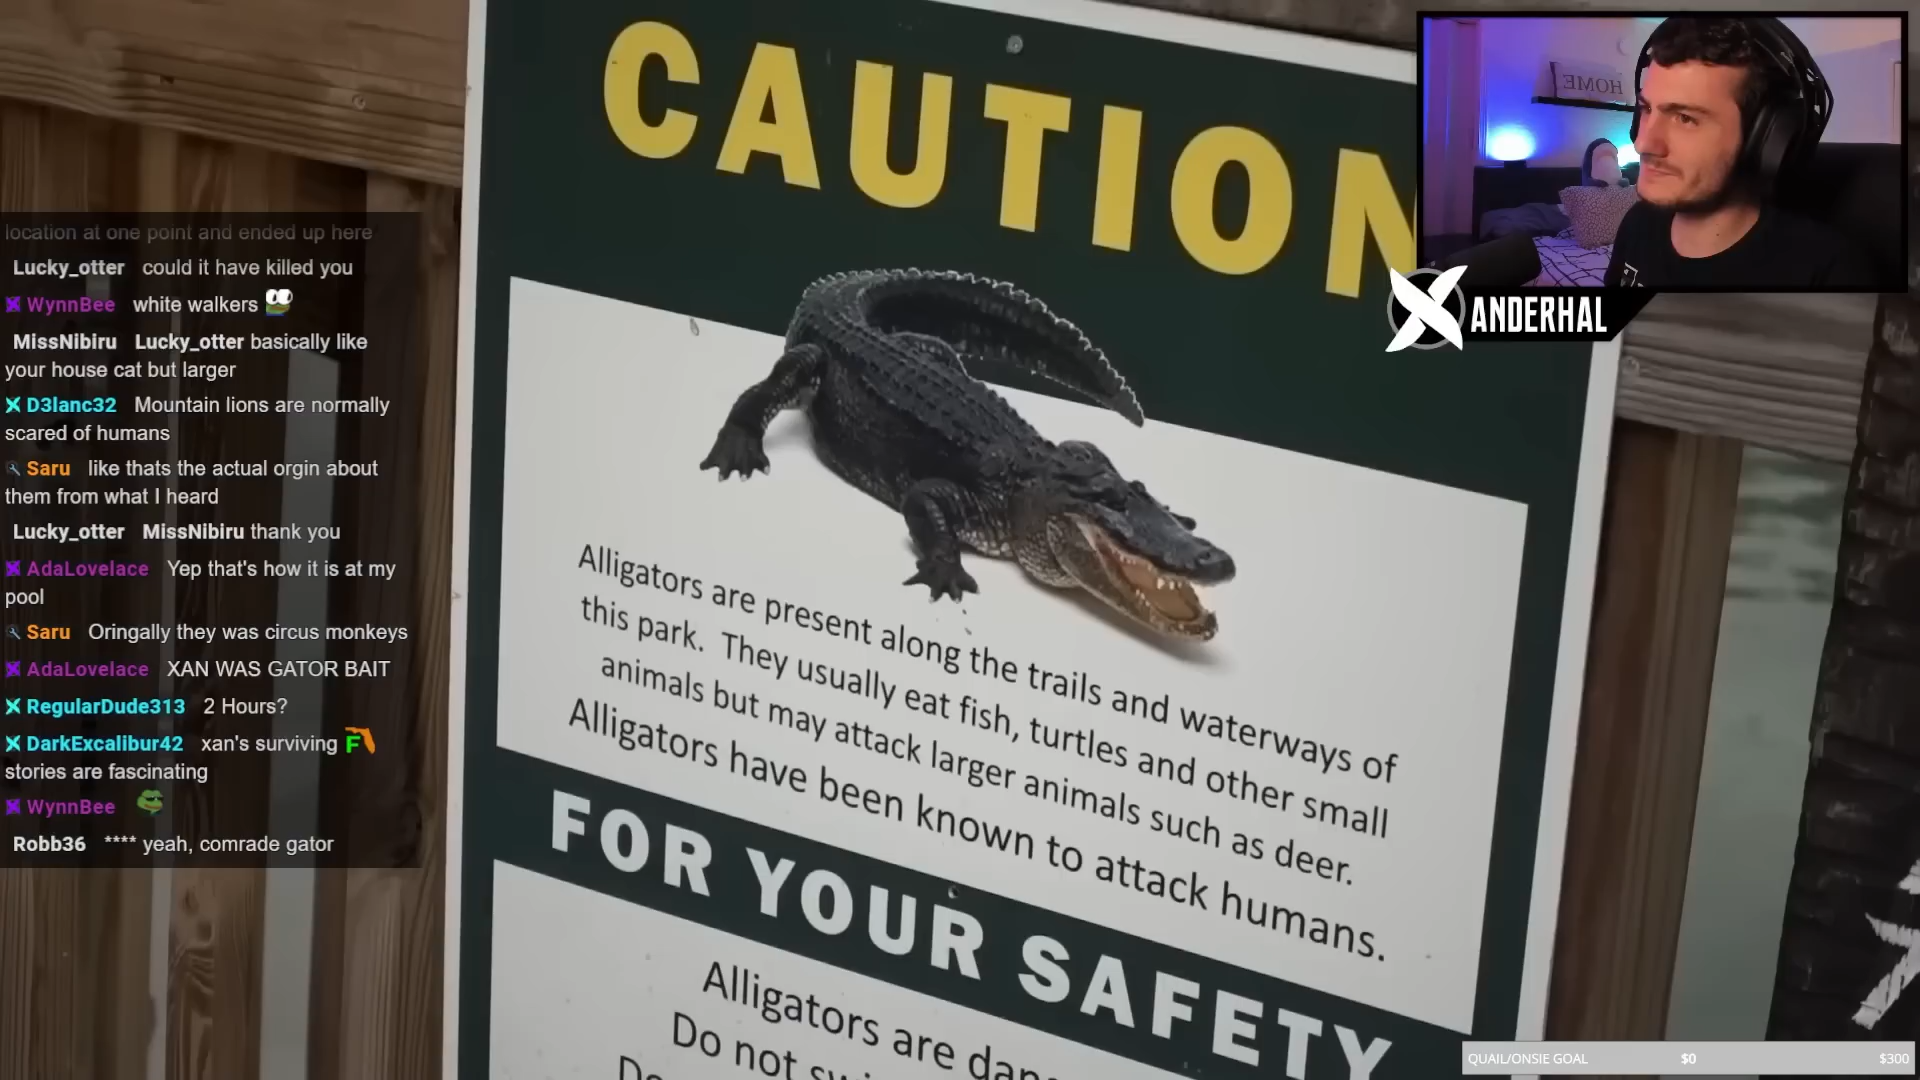 CAUTION
Alligators are present along the trails and waterways of
this park. They usually eat fish, turtles and other small
animals but may attack larger animals such as deer.
Alligators have been known to attack humans.
FOR YOUR SAFETY
Alligators are
Do not
location at one point and ended up here
Lucky_otter could it have killed you
WynnBee white walkers
MissNibiru Lucky_otter basically like
your house cat but larger
D3lanc32 Mountain lions are normally
scared of humans
Saru like thats the actual orgin about
them from what I heard
Lucky_otter MissNibiru thank you
AdaLovelace Yep that's how it is at my
pool
Saru Oringally they was circus monkeys
AdaLovelace XAN WAS GATOR BAIT
RegularDude313 2 Hours?
DarkExcalibur42 xan's surviving F
stories are fascinating
WynnBee
Robb36 **** yeah, comrade gator
HOME
XANDERHAL
QUAIL/ONSIE GOAL $0 $300